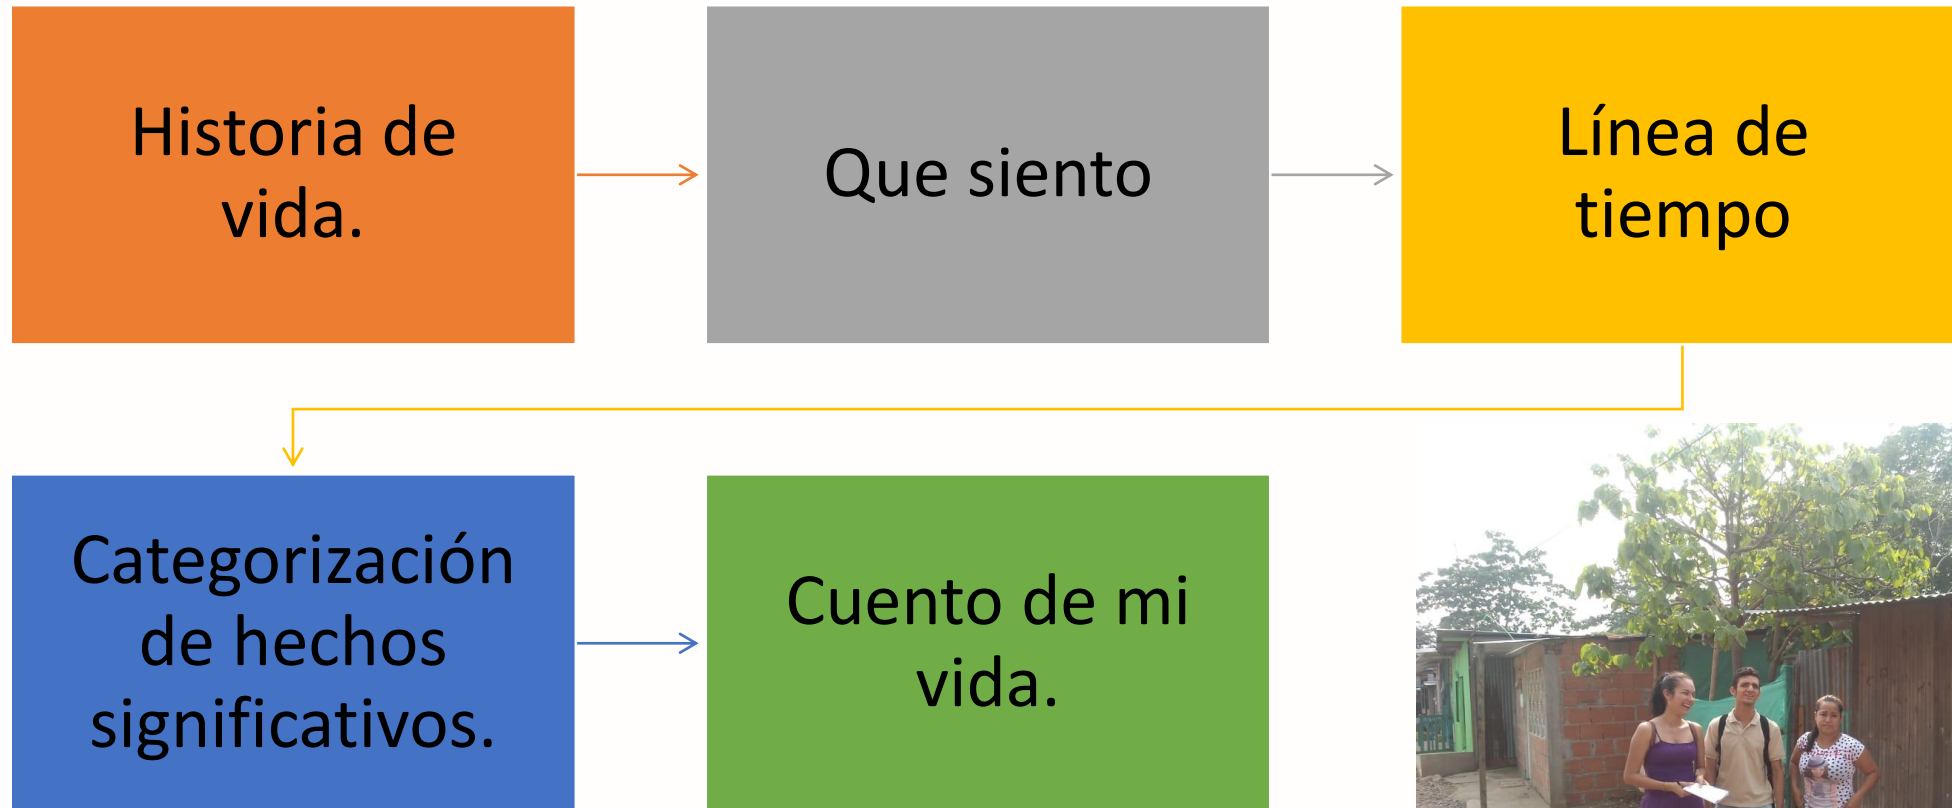 Historia de
vida.
Que siento
Línea de
tiempo
Categorización
de hechos
significativos.
Cuento de mi
vida.